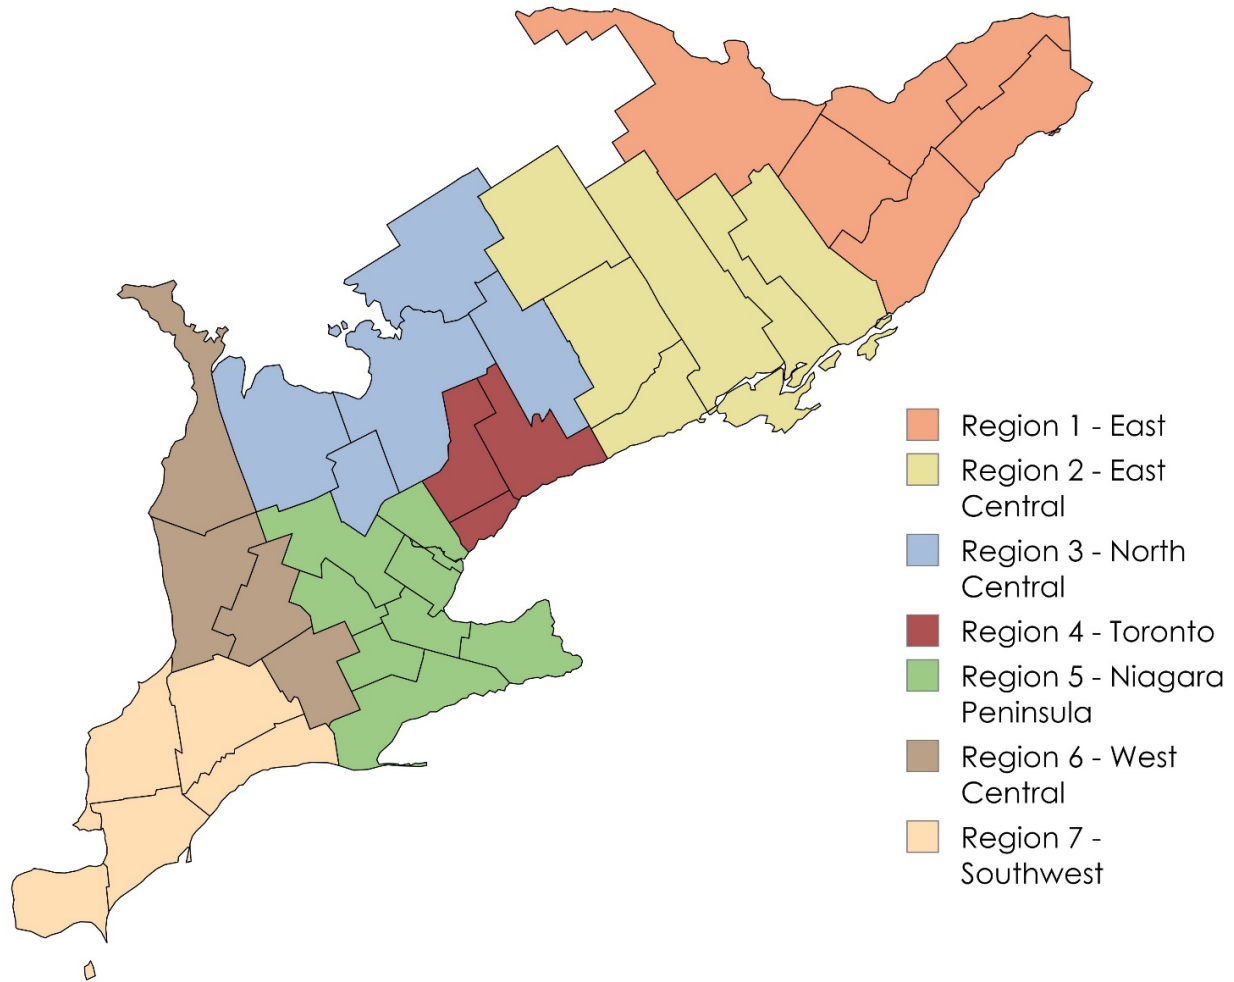 Region 1 - East
Region 2 - East
Central
Region 3 - North
Central
Region 4 - Toronto
Region 5 - Niagara
Peninsula
Region 6 - West
Central
Region 7 -
Southwest